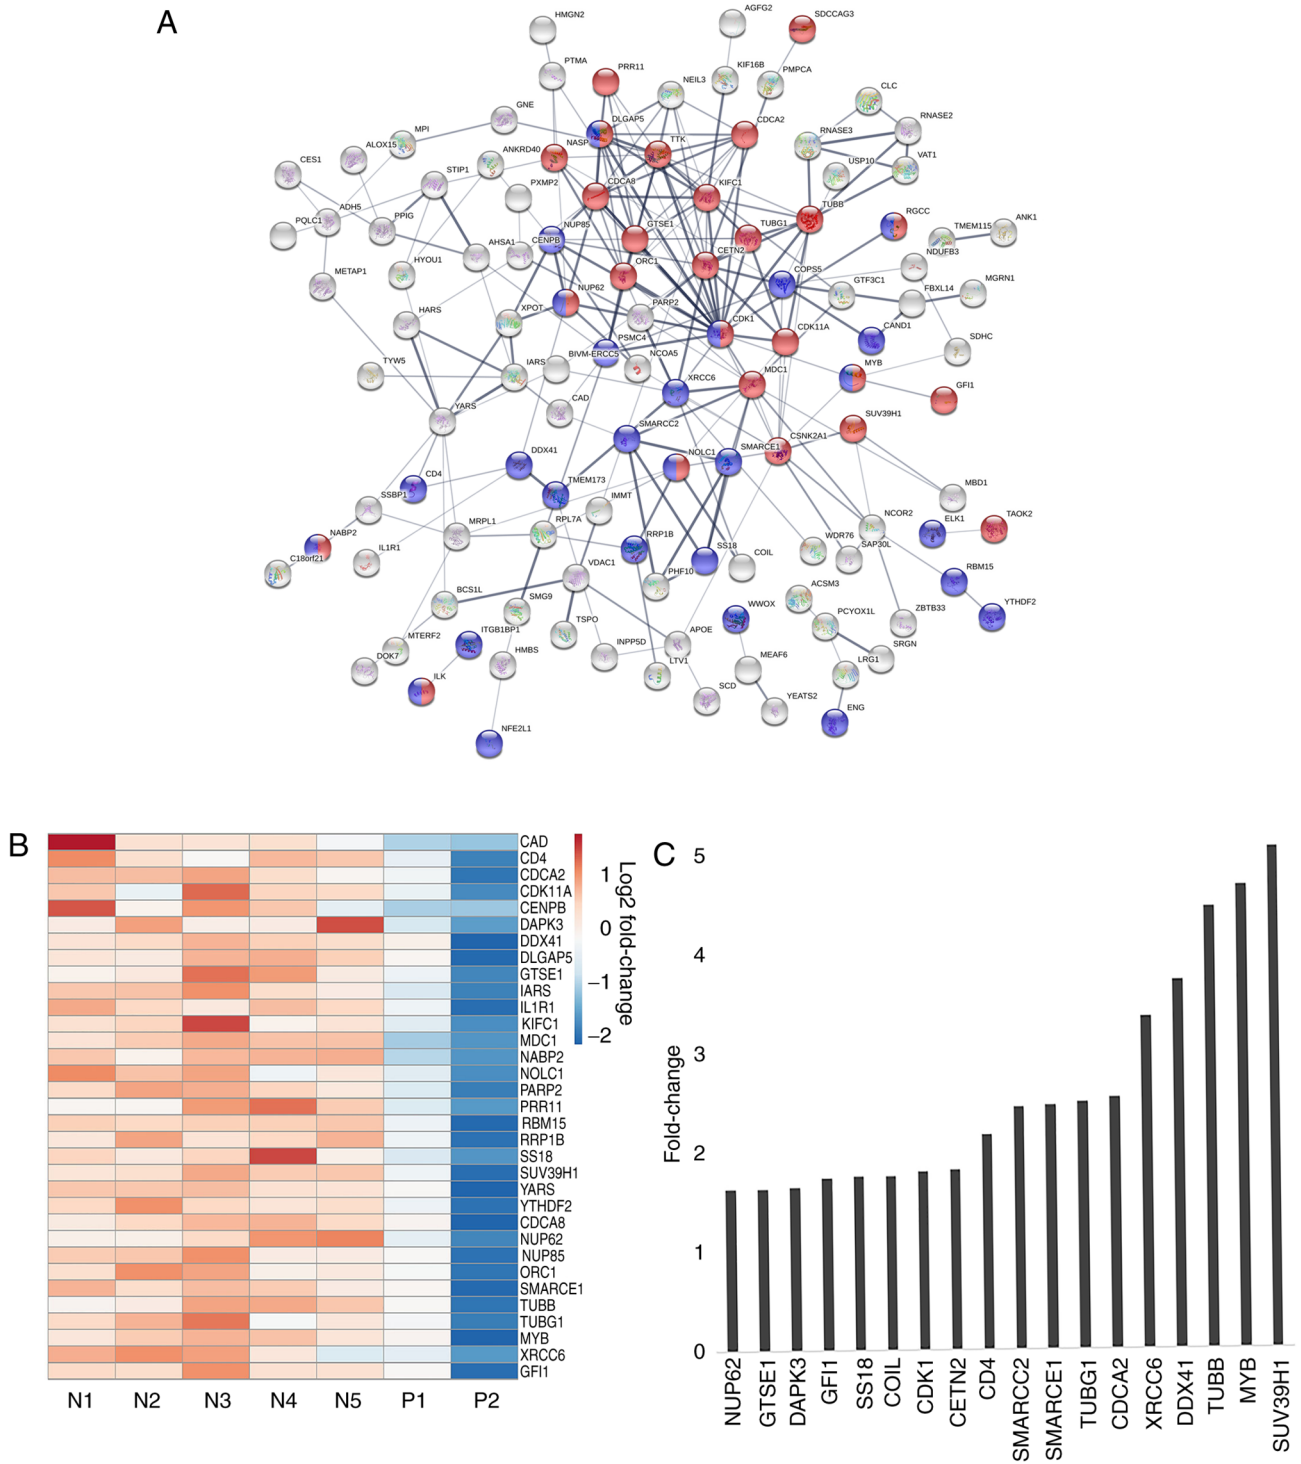 A
HMGN2
AGFG2
SDCCAG3
PTMA
PRR11
KIF16B
PMPCA
NEIL3
CLC
GNE
DLGAP5
CDCA2
RNASE2
MPI
NASP
TTK
RNASE3
ALOX15
ANKRD40
VAT1
CES1
STIP1
USP10
PXMP2
CDCA8
KIFC1
TUBB
PQLC1
ADH5
PPIG
NUP85
GTSE1
TUBG1
RGCC
ANK1
TMEM115
AHSA1
CENPB
CETN2
NDUFB3
METAP1
HYOU1
ORC1
COPS5
GTF3C1
FBXL14
MGRN1
NUP62
PARP2
HARS
XPOT
CDK1
CDK11A
CAND1
PSMC4
BIVM-ERCC5
NCOA5
SDHC
TYW5
IARS
MYB
XRCC6
MDC1
GFI1
YARS
CAD
SUV39H1
SMARCC2
CSNK2A1
DDX41
NOLC1
SMARCE1
CD4
TMEM173
MBD1
SSBP1
IMMT
NCOR2
ELK1
TAOK2
NABP2
MRPL1
RPL7A
RRP1B
WDR76
SAP30L
C18orf21
IL1R1
SS18
COIL
VDAC1
PHF10
RBM15
ACSM3
BCS1L
SMG9
WWOX
YTHDF2
PCYOX1L
ZBTB33
TSPO
ITGB1BP1
APOE
MTERF2
INPP5D
SRGN
DOK7
HMBS
LTV1
MEAF6
LRG1
ILK
SCD
YEATS2
ENG
NFE2L1
B
CAD
CD4
CDCA2
CDK11A
CENPB
DAPK3
DDX41
DLGAP5
GTSE1
IARS
IL1R1
KIFC1
MDC1
NABP2
NOLC1
PARP2
PRR11
RBM15
RRP1B
SS18
SUV39H1
YARS
YTHDF2
CDCA8
NUP62
NUP85
ORC1
SMARCE1
TUBB
TUBG1
MYB
XRCC6
GFI1
N1 N2 N3 N4 N5 P1 P2
1
0
−1
−2
Log2 fold-change
C
5
4
3
2
1
0
Fold-change
NUP62
GTSE1
DAPK3
GFI1
SS18
COIL
CDK1
CETN2
CD4
SMARCC2
SMARCE1
TUBG1
CDCA2
XRCC6
DDX41
TUBB
MYB
SUV39H1